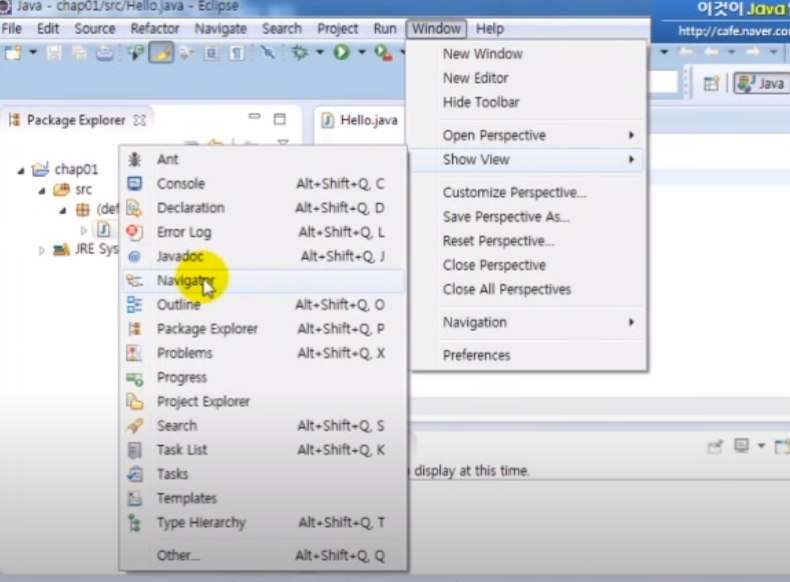 Java - chap01/src/Hello.java - Eclipse
이것이 Java
http://cafe.naver.co
File Edit Source Refactor Navigate Search Project Run Window Help
New Window
New Editor
Hide Toolbar
Open Perspective
Show View
Customize Perspective...
Save Perspective As...
Reset Perspective...
Close Perspective
Close All Perspectives
Navigation
Preferences
Java
Package Explorer
Hello.java
chap01
src
(def
JRE Sys
Ant
Console Alt+Shift+Q, C
Declaration Alt+Shift+Q, D
Error Log Alt+Shift+Q, L
Javadoc Alt+Shift+Q, J
Navigator
Outline Alt+Shift+Q, O
Package Explorer Alt+Shift+Q, P
Problems Alt+Shift+Q, X
Progress
Project Explorer
Search Alt+Shift+Q, S
Task List Alt+Shift+Q, K
Tasks
Templates
Type Hierarchy Alt+Shift+Q, T
Other... Alt+Shift+Q, Q
display at this time.